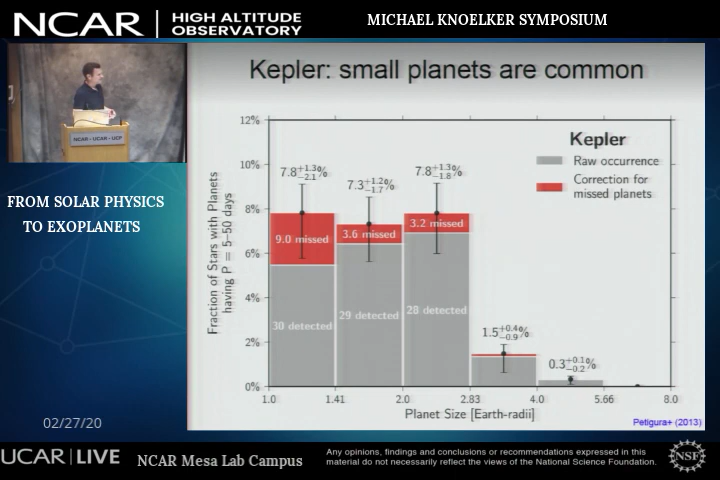 NCAR
HIGH ALTITUDE
OBSERVATORY
MICHAEL KNOELKER SYMPOSIUM
NCAR • UCAR • UCP
FROM SOLAR PHYSICS
TO EXOPLANETS
02/27/20
Kepler: small planets are common
Kepler
Raw occurrence
Correction for
missed planets
Fraction of Stars with Planets
having P = 5–50 days
12%
10%
8%
6%
4%
2%
0%
7.8+1.3−2.1%
7.3+1.2−1.7%
7.8+1.3−1.8%
1.5+0.4−0.9%
0.3+0.1−0.2%
9.0 missed
3.6 missed
3.2 missed
30 detected
29 detected
28 detected
1.0 1.41 2.0 2.83 4.0 5.66 8.0
Planet Size [Earth-radii]
Petigura+ (2013)
UCAR | LIVE
NCAR Mesa Lab Campus
Any opinions, findings and conclusions or recommendations expressed in this
material do not necessarily reflect the views of the National Science Foundation.
NSF